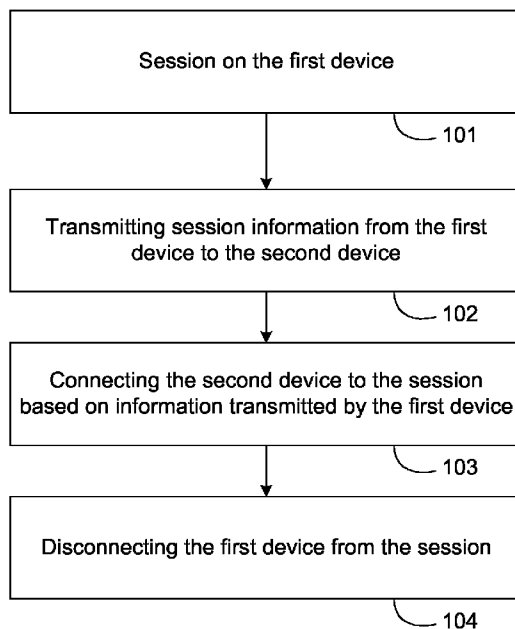 Session on the first device
101
Transmitting session information from the first
device to the second device
102
Connecting the second device to the session
based on information transmitted by the first device
103
Disconnecting the first device from the session
104